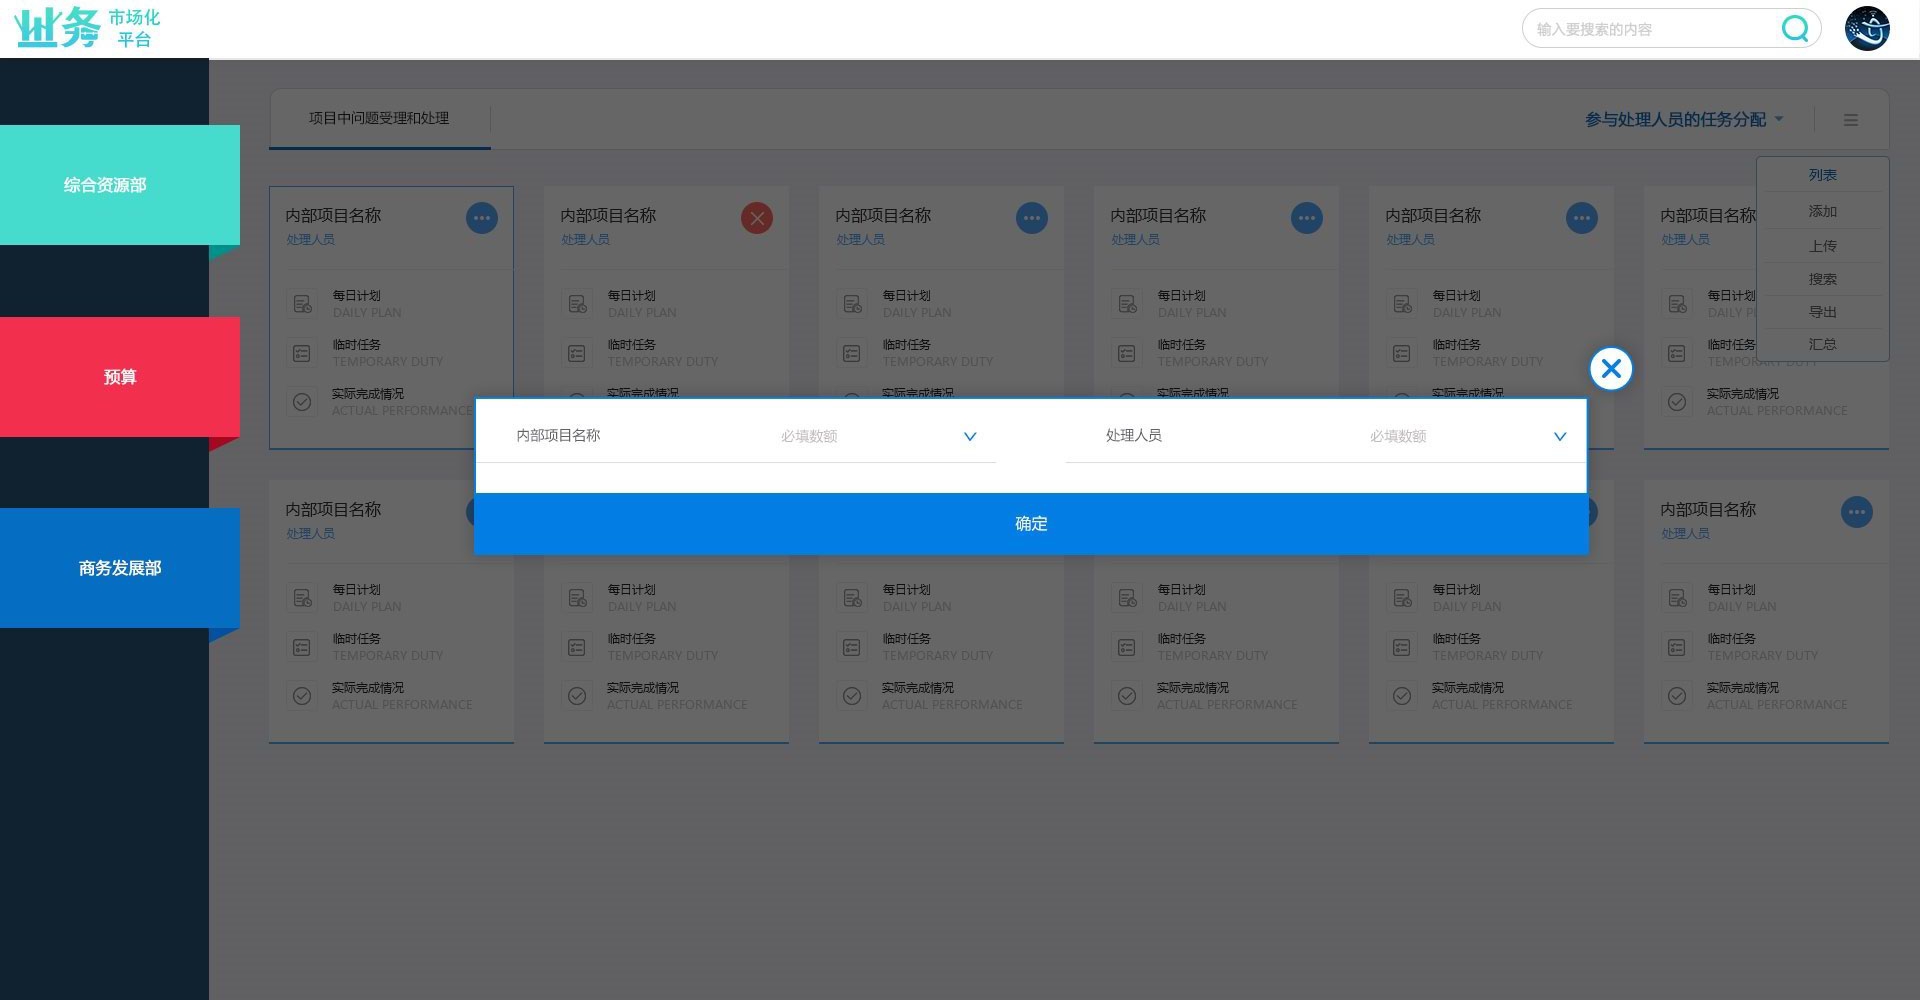 业务 市场化
平台
输入要搜索的内容
综合资源部
预算
商务发展部
项目中问题受理和处理
参与处理人员的任务分配
列表
添加
上传
搜索
导出
汇总
内部项目名称
处理人员
每日计划
DAILY PLAN
临时任务
TEMPORARY DUTY
实际完成情况
ACTUAL PERFORMANCE
内部项目名称
处理人员
每日计划
DAILY PLAN
临时任务
TEMPORARY DUTY
实际完成情况
内部项目名称
处理人员
每日计划
DAILY PLAN
临时任务
TEMPORARY DUTY
实际完成情况
内部项目名称
处理人员
每日计划
DAILY PLAN
临时任务
TEMPORARY DUTY
实际完成情况
内部项目名称
处理人员
每日计划
DAILY PLAN
临时任务
TEMPORARY DUTY
实际完成情况
内部项目名称
处理人员
每日计划
DAILY P
临时任务
TEMPORARY DUTY
实际完成情况
ACTUAL PERFORMANCE
内部项目名称 必填数额
处理人员 必填数额
确定
内部项目名称
处理人员
每日计划
DAILY PLAN
临时任务
TEMPORARY DUTY
实际完成情况
ACTUAL PERFORMANCE
每日计划
DAILY PLAN
临时任务
TEMPORARY DUTY
实际完成情况
ACTUAL PERFORMANCE
每日计划
DAILY PLAN
临时任务
TEMPORARY DUTY
实际完成情况
ACTUAL PERFORMANCE
每日计划
DAILY PLAN
临时任务
TEMPORARY DUTY
实际完成情况
ACTUAL PERFORMANCE
每日计划
DAILY PLAN
临时任务
TEMPORARY DUTY
实际完成情况
ACTUAL PERFORMANCE
内部项目名称
处理人员
每日计划
DAILY PLAN
临时任务
TEMPORARY DUTY
实际完成情况
ACTUAL PERFORMANCE